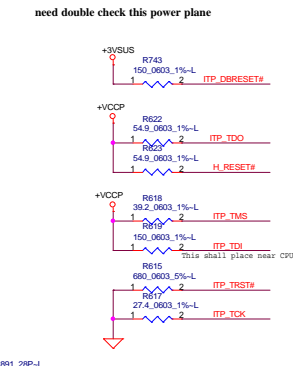 need double check this power plane
+3VSUS
R743
150_0603_1%~L
1 2 ITP_DBRESET#
+VCCP
R622
54.9_0603_1%~L
1 2 ITP_TDO
R623
54.9_0603_1%~L
1 2 H_RESET#
+VCCP
R618
39.2_0603_1%~L
1 2 ITP_TMS
R619
150_0603_1%~L
1 2 ITP_TDI
This shall place near CPU
R615
680_0603_5%~L
1 2 ITP_TRST#
R617
27.4_0603_1%~L
1 2 ITP_TCK
891_28P~L